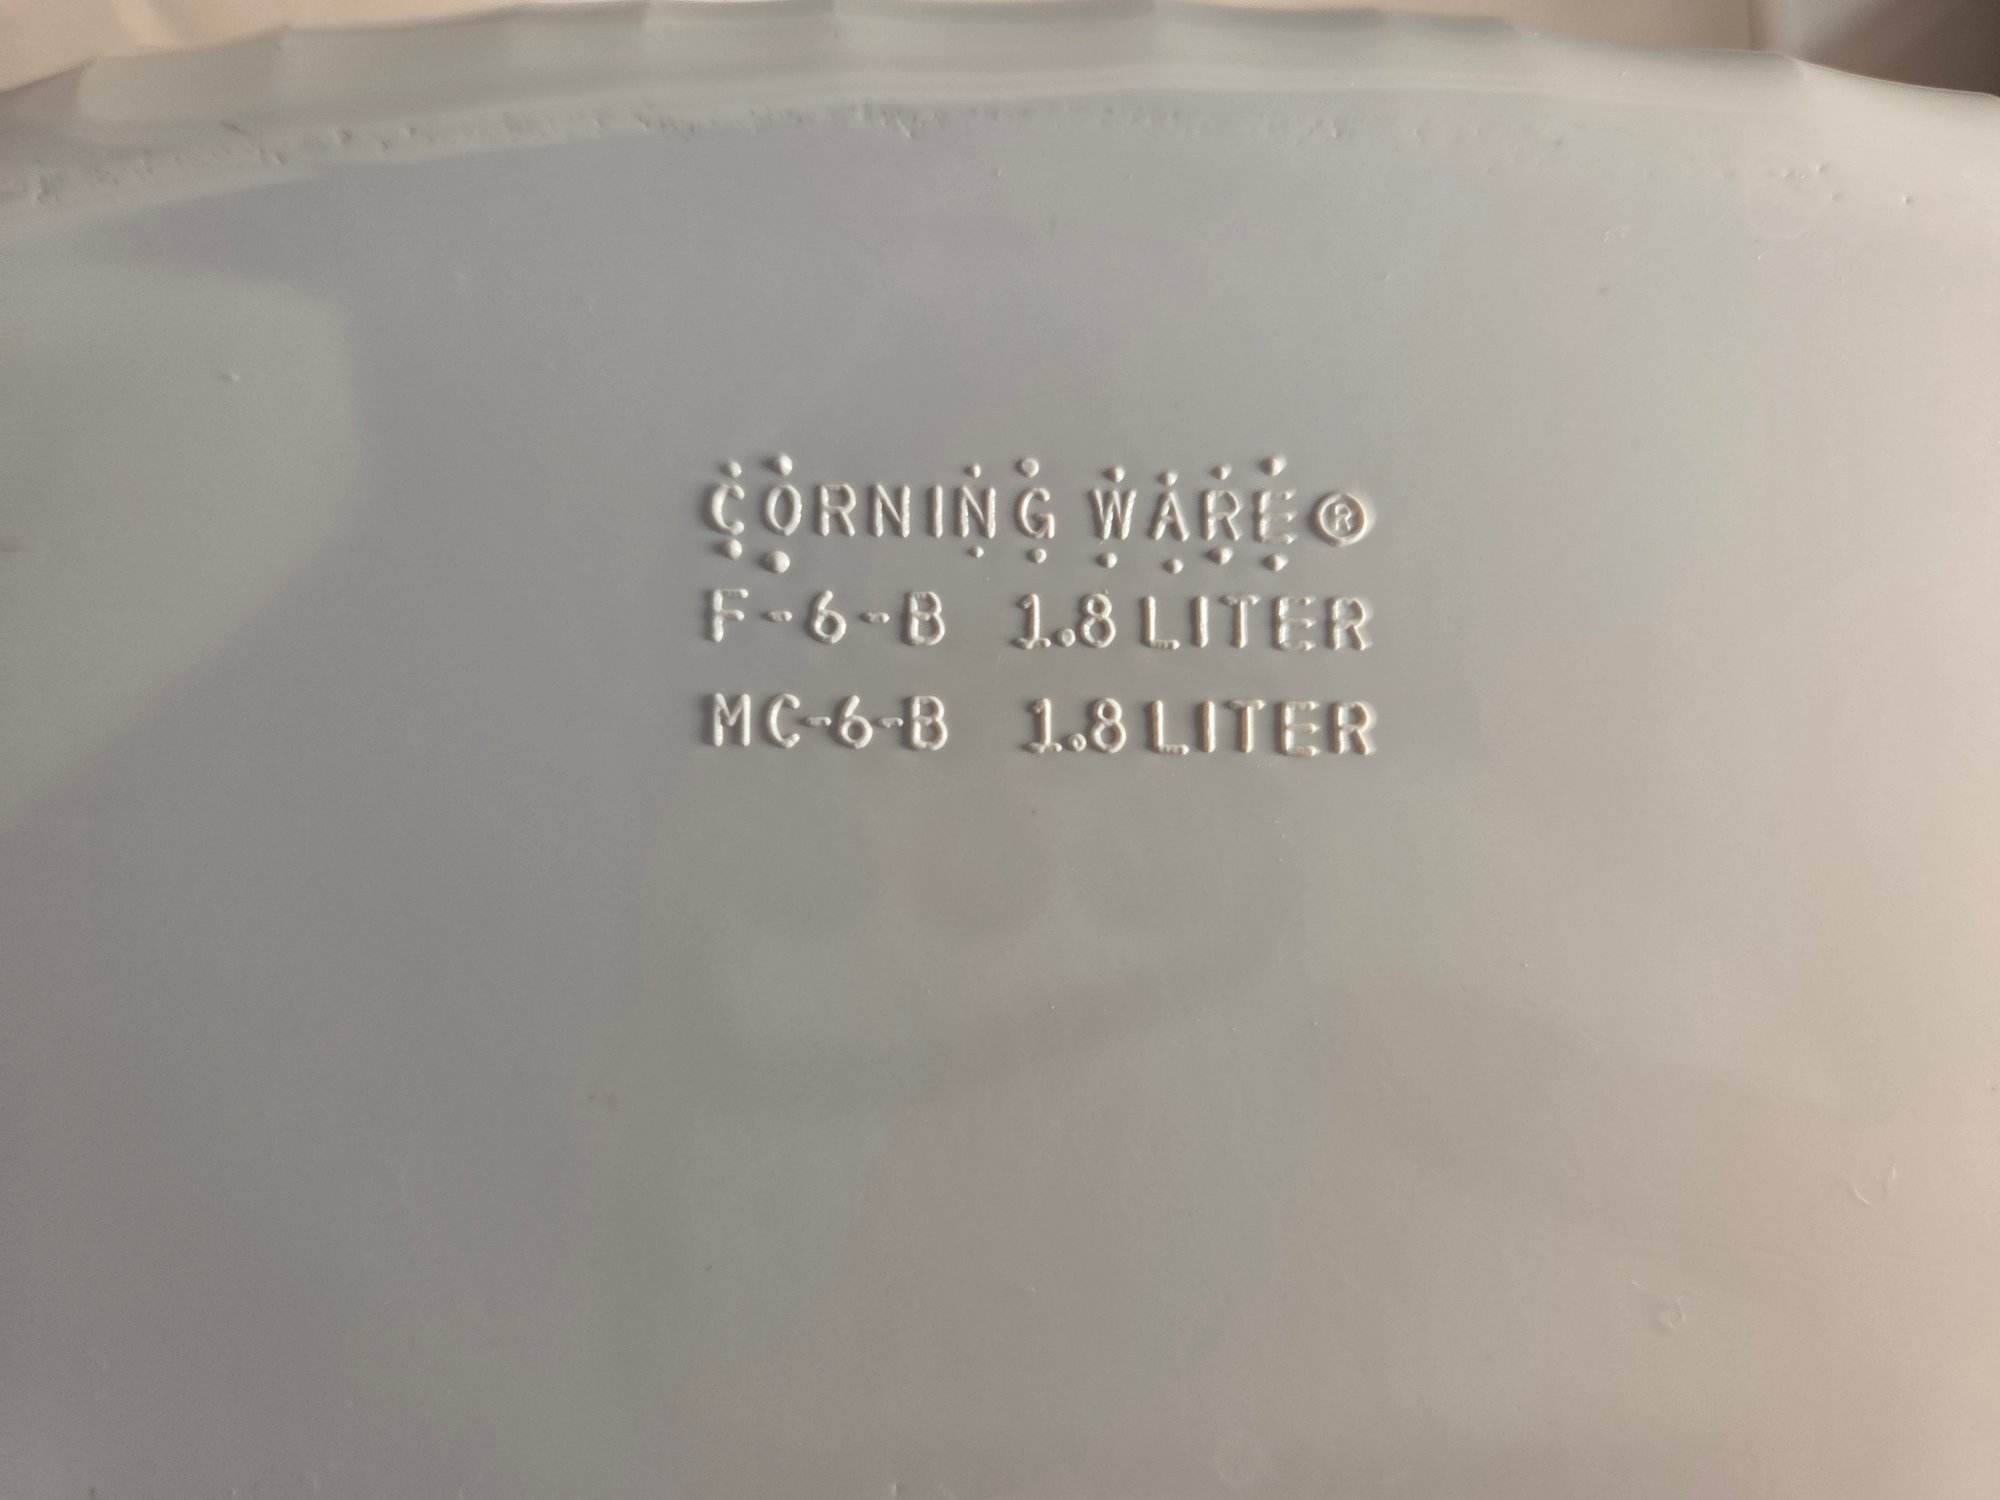 CORNING WARE®
F-6-B 1.8 LITER
MC-6-B 1.8 LITER